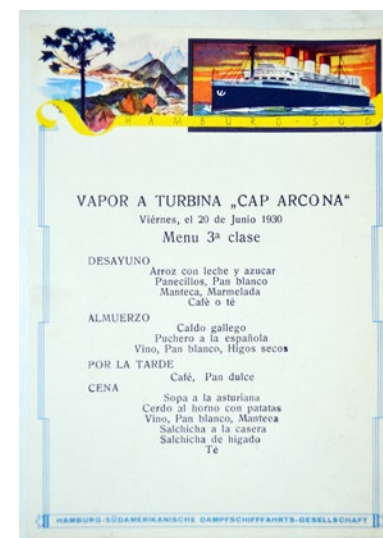 HAMBURG-SÜD
VAPOR A TURBINA „CAP ARCONA“
Viérnes, el 20 de Junio 1930
Menu 3ª clase
DESAYUNO
Arroz con leche y azucar
Panecillos, Pan blanco
Manteca, Marmelada
Cafè o té
ALMUERZO
Caldo gallego
Puchero a la española
Vino, Pan blanco, Higos secos
POR LA TARDE
Café, Pan dulce
CENA
Sopa a la asturiana
Cerdo al horno con patatas
Vino, Pan blanco, Manteca
Salchicha a la casera
Salchicha de higado
Té
HAMBURG-SÜDAMERIKANISCHE DAMPFSCHIFFFAHRTS-GESELLSCHAFT